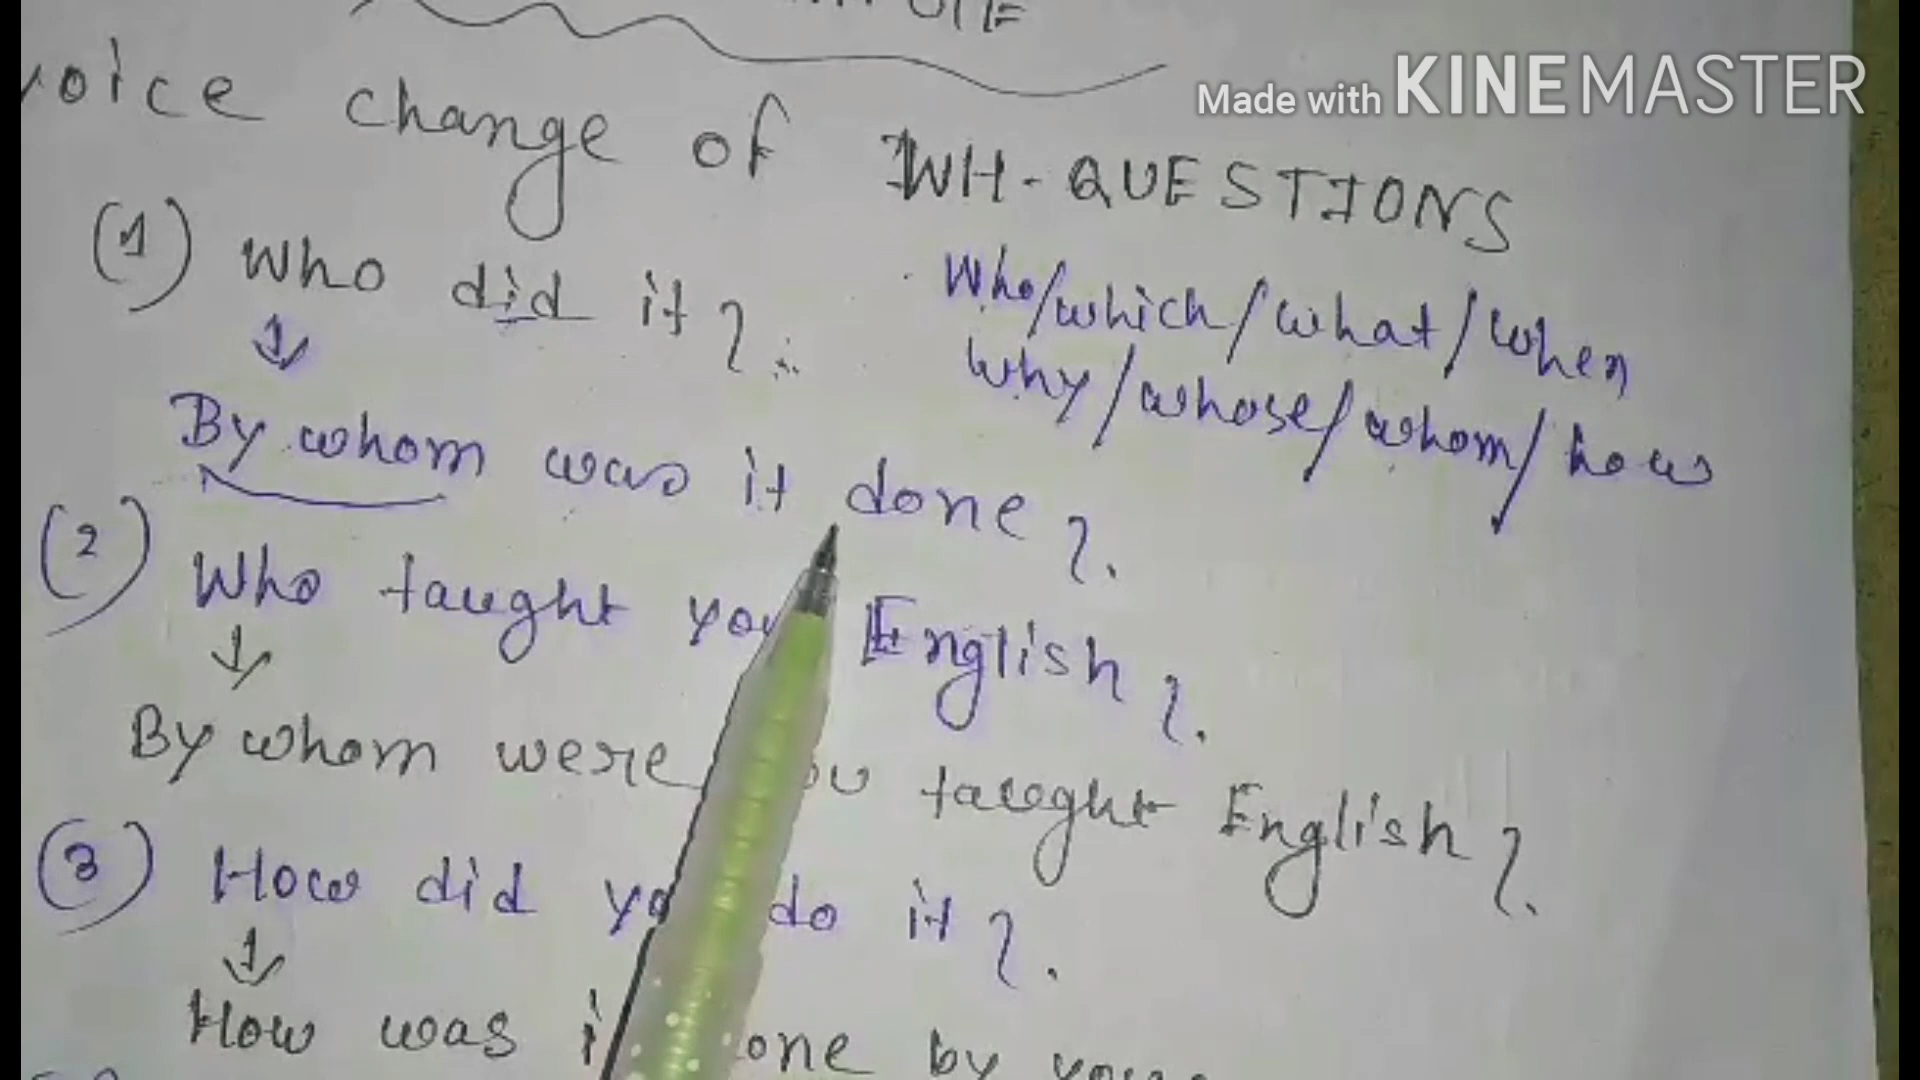 Made with KINEMASTER
voice change of WH-QUESTIONS
(1) Who did it?
Who/which/what/when
why/whose/whom/how
By whom was it done?
(2) Who taught you English?
By whom were you taught English?
(3) How did you do it?
How was it done by you